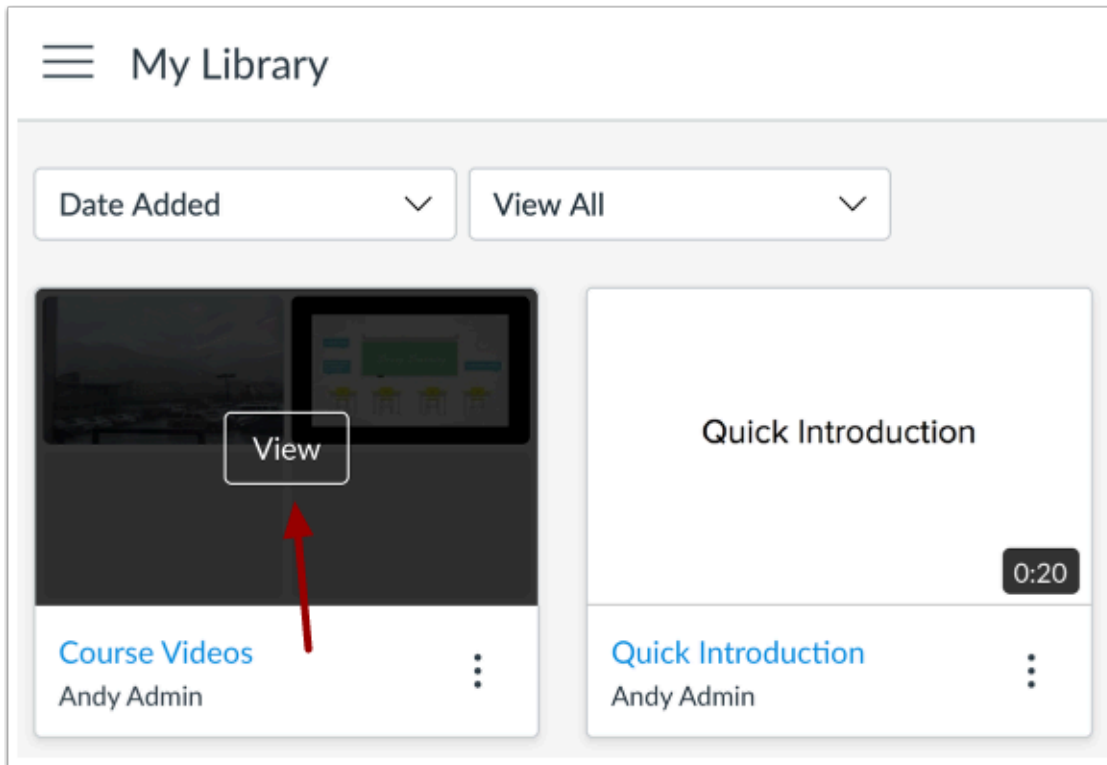 My Library
Date Added
View All
View
Quick Introduction
0:20
Course Videos
Andy Admin
Quick Introduction
Andy Admin